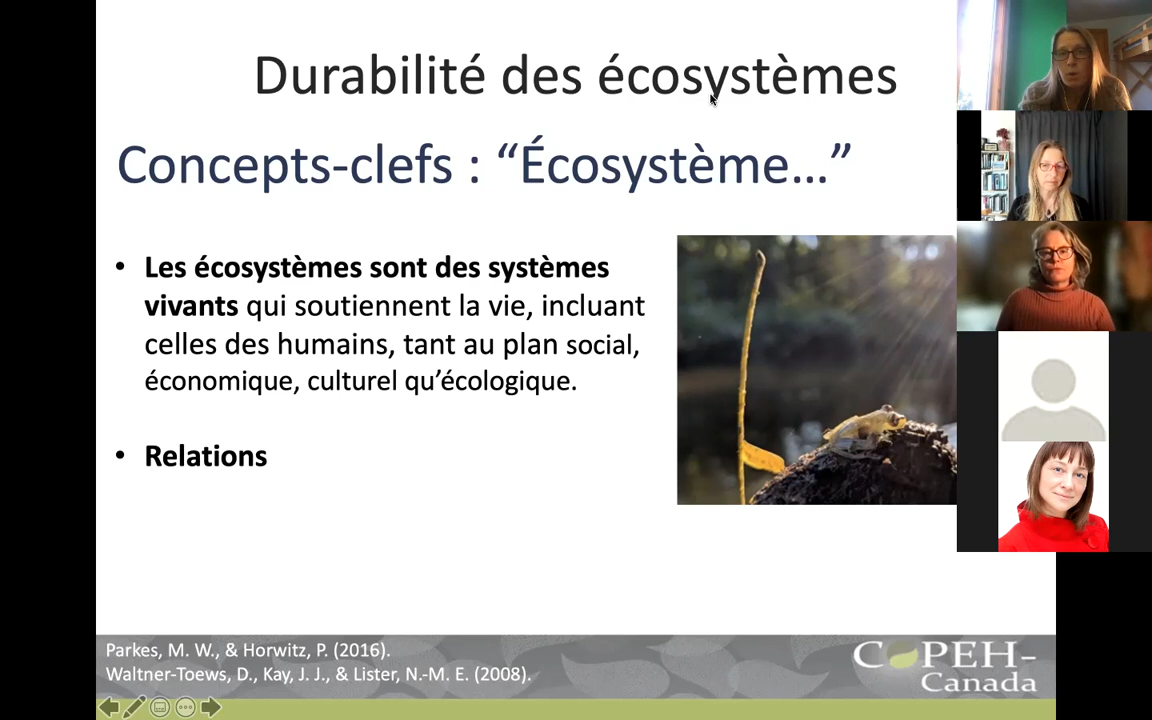 Durabilité des écosystèmes
Concepts-clefs : “Écosystème…”
• Les écosystèmes sont des systèmes
vivants qui soutiennent la vie, incluant
celles des humains, tant au plan social,
économique, culturel qu’écologique.
• Relations
Parkes, M. W., & Horwitz, P. (2016).
Waltner-Toews, D., Kay, J. J., & Lister, N.-M. E. (2008).
COPEH-
Canada